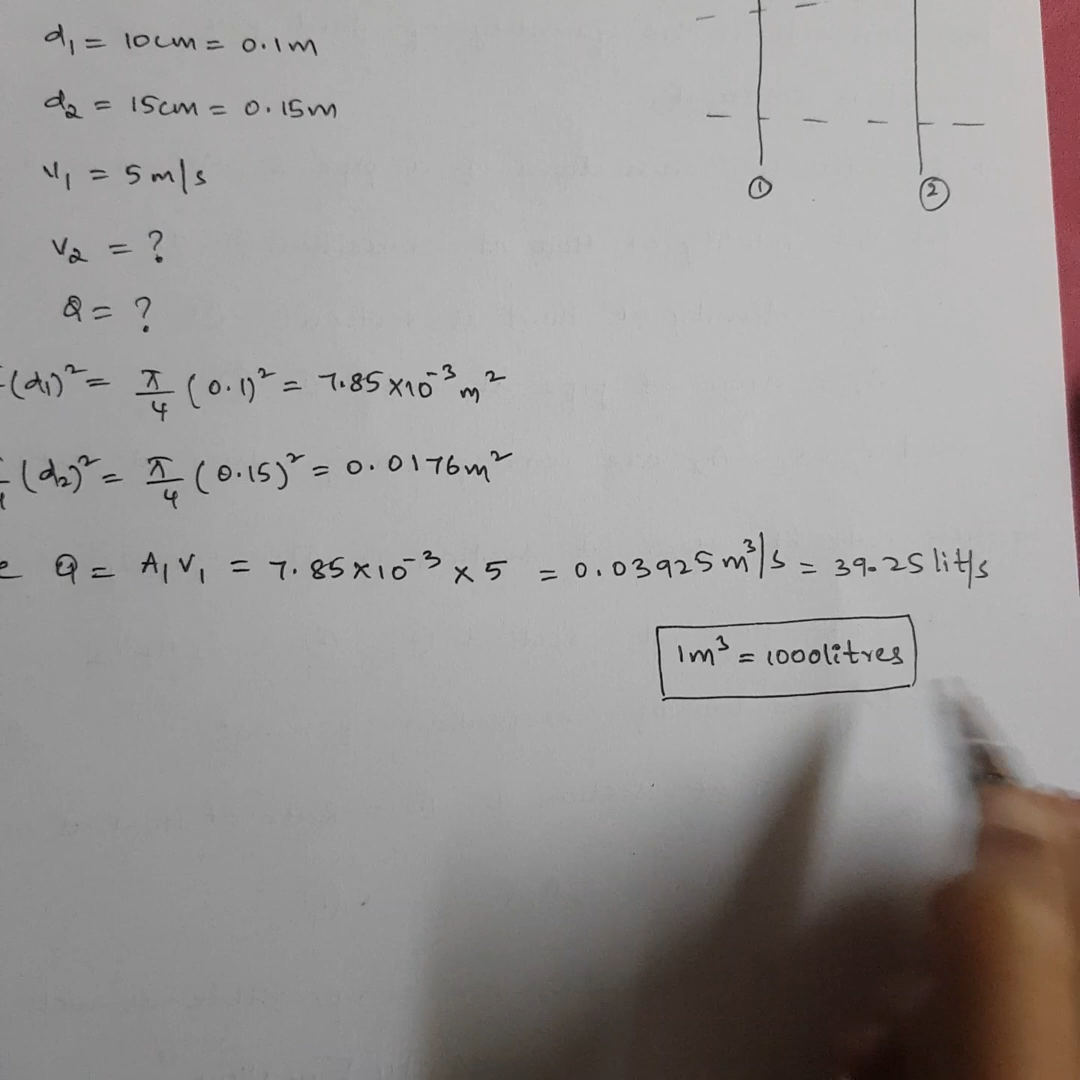 d₁ = 10cm = 0.1m
d₂ = 15cm = 0.15m
v₁ = 5 m/s
v₂ = ?
Q = ?
① ②
(d₁)² = π/4 (0.1)² = 7.85 ×10⁻³ m²
(d₂)² = π/4 (0.15)² = 0.0176m²
Q = A₁ V₁ = 7.85×10⁻³ × 5 = 0.03925 m³/s = 39.25 lit/s
1m³ = 1000litres